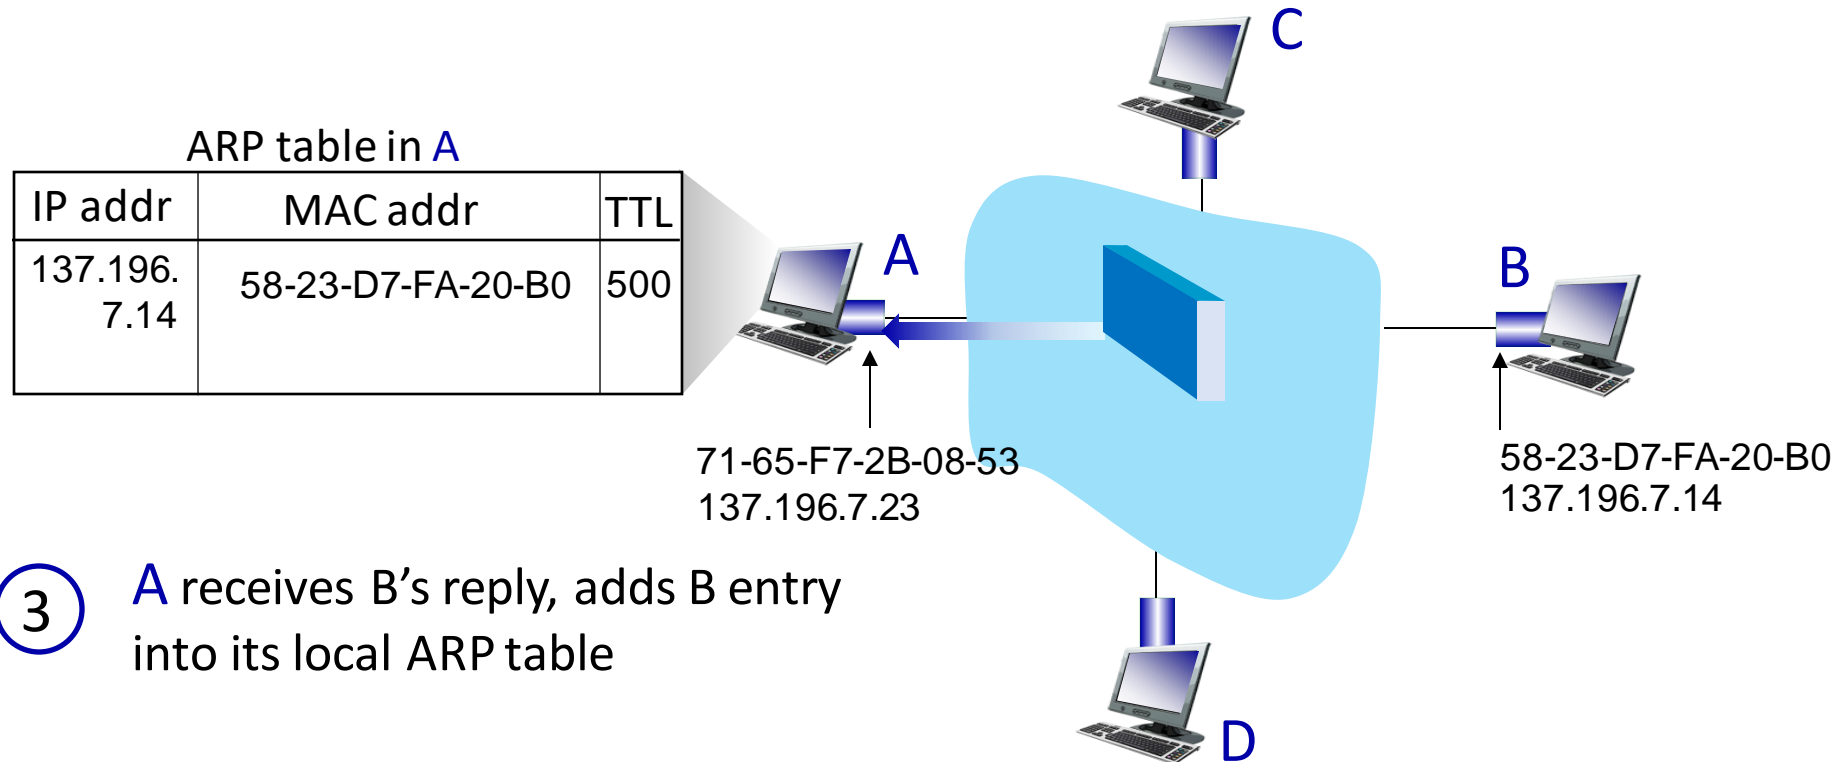 C
ARP table in A
IP addr MAC addr TTL
137.196.
7.14
58-23-D7-FA-20-B0 500
A
B
71-65-F7-2B-08-53
137.196.7.23
58-23-D7-FA-20-B0
137.196.7.14
3
A receives B’s reply, adds B entry
into its local ARP table
D